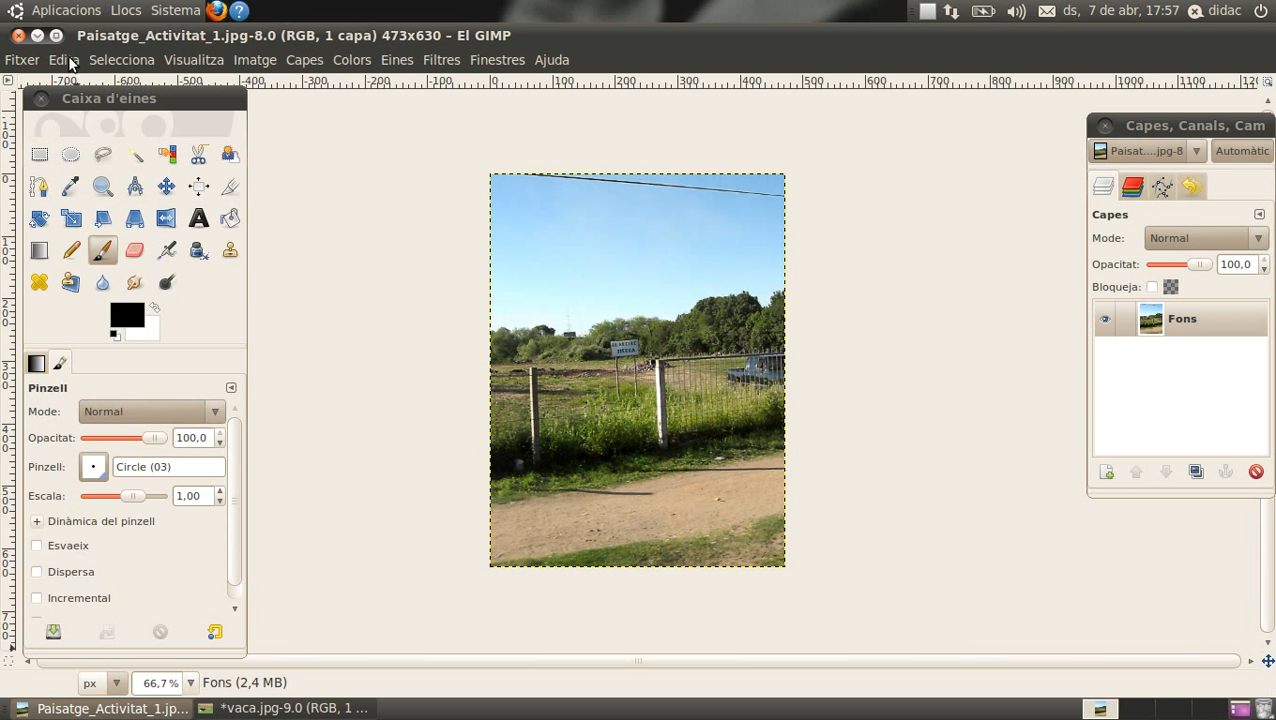 Aplicacions Llocs Sistema ds, 7 de abr, 17:57 didac
Paisatge_Activitat_1.jpg-8.0 (RGB, 1 capa) 473x630 – El GIMP
Fitxer Edita Selecciona Visualitza Imatge Capes Colors Eines Filtres Finestres Ajuda
-700 -600 -500 -400 -300 -200 -100 0 100 200 300 400 500 600 700 800 900 1000 1100
Caixa d'eines
Capes, Canals, Cam
Paisat....jpg-8 Automàtic
Capes
Mode: Normal
Opacitat: 100,0
Bloqueja:
Fons
Pinzell
Mode: Normal
Opacitat: 100,0
Pinzell: Circle (03)
Escala: 1,00
Dinàmica del pinzell
Esvaeix
Dispersa
Incremental
px 66,7% Fons (2,4 MB)
Paisatge_Activitat_1.jp... *vaca.jpg-9.0 (RGB, 1 ...